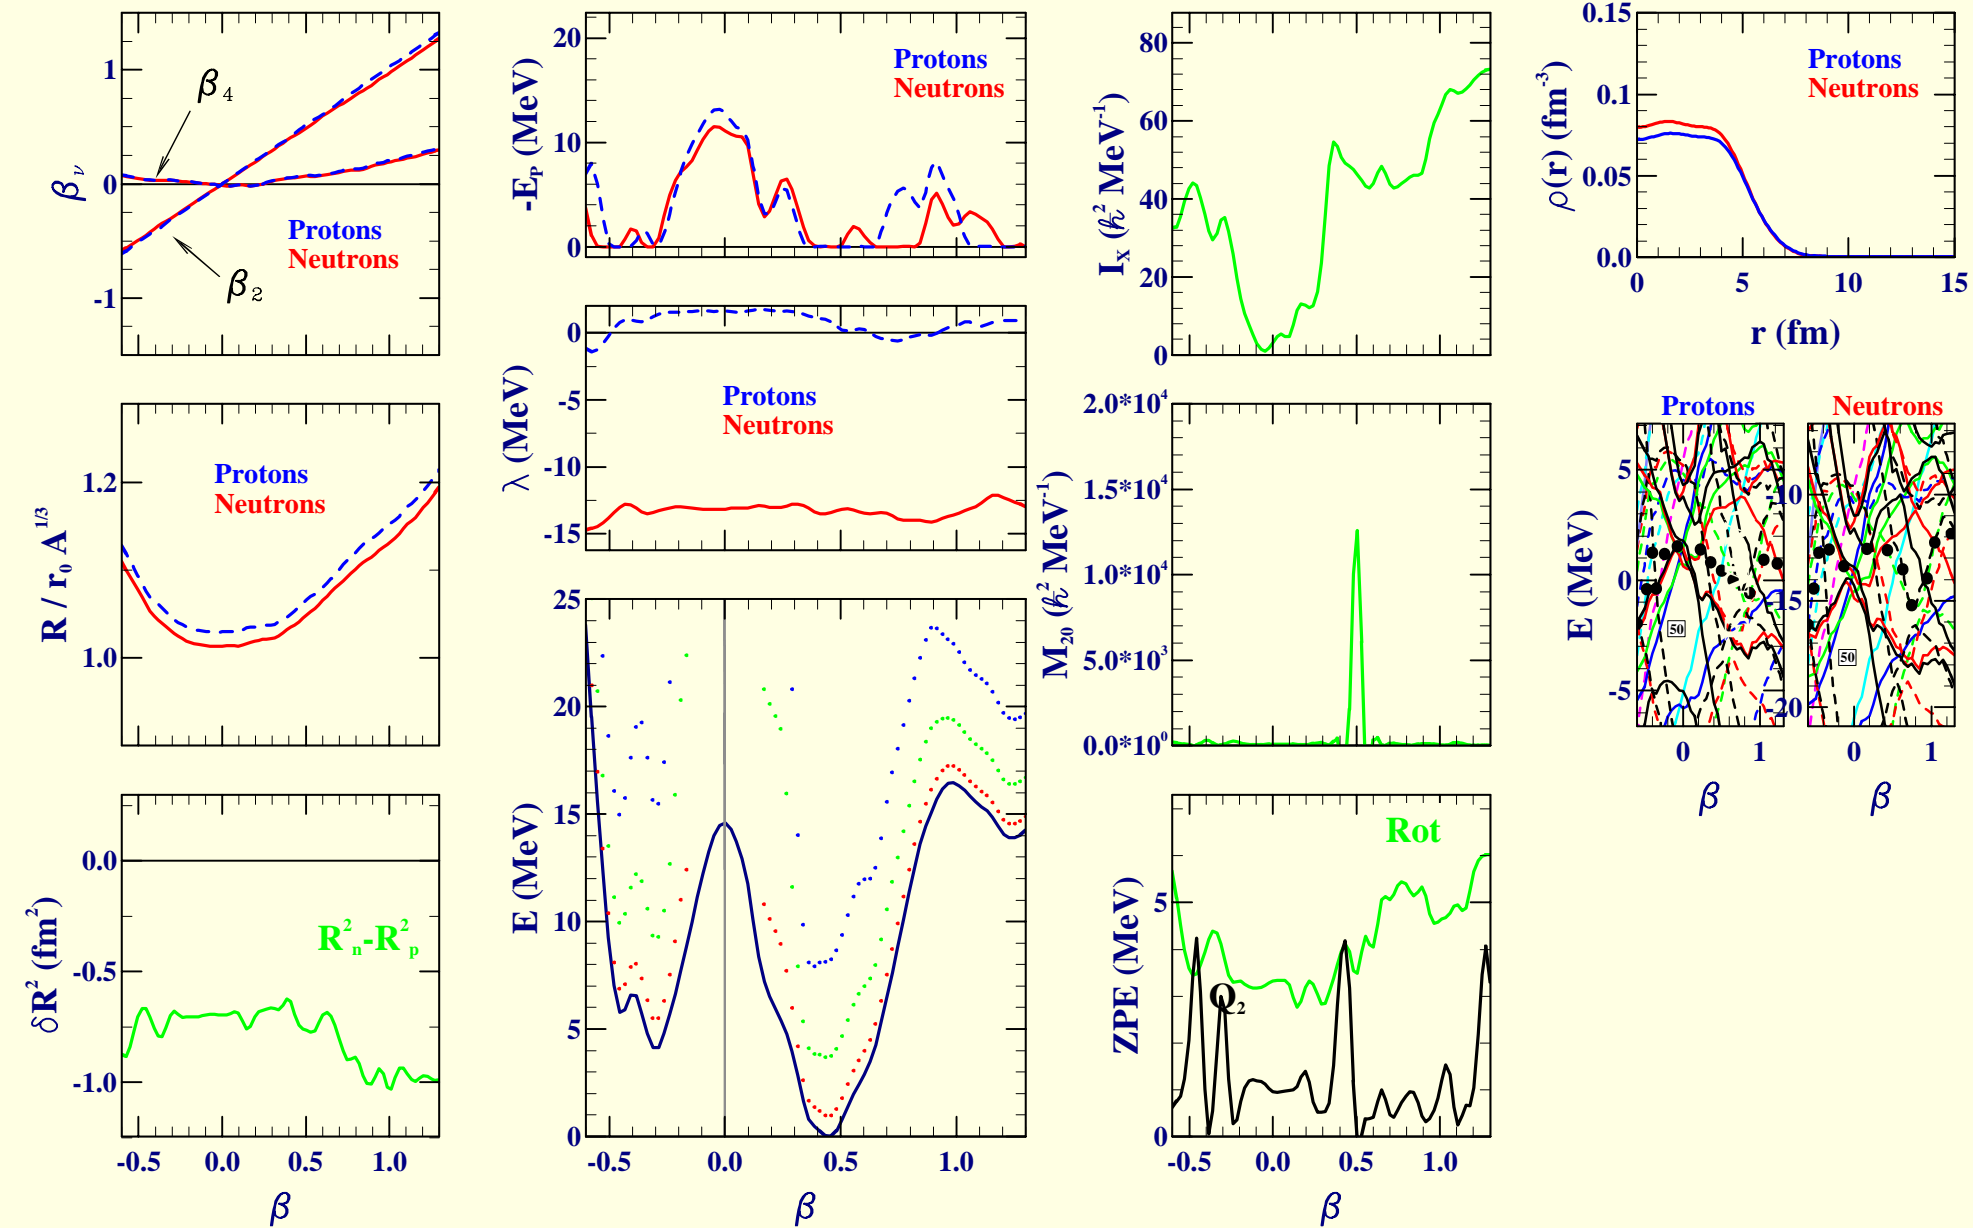 1
0
-1
β_ν
β₄
β₂
Protons
Neutrons
1.2
1.0
R / r₀ A^1/3
Protons
Neutrons
0.0
-0.5
-1.0
δR² (fm²)
R²ₙ-R²ₚ
-0.5 0.0 0.5 1.0
β
20
10
0
-Eₚ (MeV)
Protons
Neutrons
0
-5
-10
-15
λ (MeV)
Protons
Neutrons
25
20
15
10
5
0
E (MeV)
-0.5 0.0 0.5 1.0
β
80
60
40
20
0
Iₓ (ℏ² MeV⁻¹)
2.0*10⁴
1.5*10⁴
1.0*10⁴
5.0*10³
0.0*10⁰
M₂₀ (ℏ² MeV⁻¹)
5
0
ZPE (MeV)
Rot
Q₂
-0.5 0.0 0.5 1.0
β
0.15
0.1
0.05
0.0
ρ(r) (fm⁻³)
Protons
Neutrons
0 5 10 15
r (fm)
Protons
Neutrons
5
0
-5
E (MeV)
50
0 1
β
-10
-15
-20
50
0 1
β